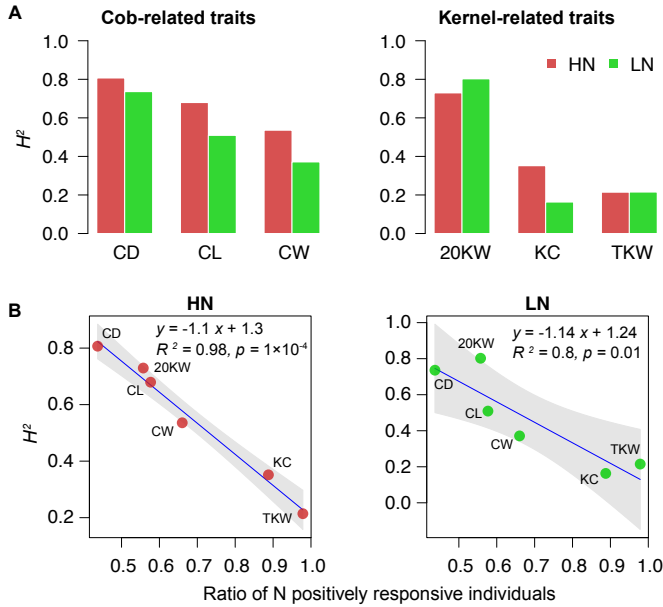 A
Cob-related traits
Kernel-related traits
H²
1.0
0.8
0.6
0.4
0.2
0.0
CD
CL
CW
1.0
0.8
0.6
0.4
0.2
0.0
HN
LN
20KW
KC
TKW
B
HN
LN
H²
0.8
0.6
0.4
0.2
y = -1.1 x + 1.3
R ² = 0.98, p = 1×10⁻⁴
CD
20KW
CL
CW
KC
TKW
0.5 0.6 0.7 0.8 0.9 1.0
1.0
0.8
0.6
0.4
0.2
0.0
y = -1.14 x + 1.24
R ² = 0.8, p = 0.01
20KW
CD
CL
CW
TKW
KC
0.5 0.6 0.7 0.8 0.9 1.0
Ratio of N positively responsive individuals